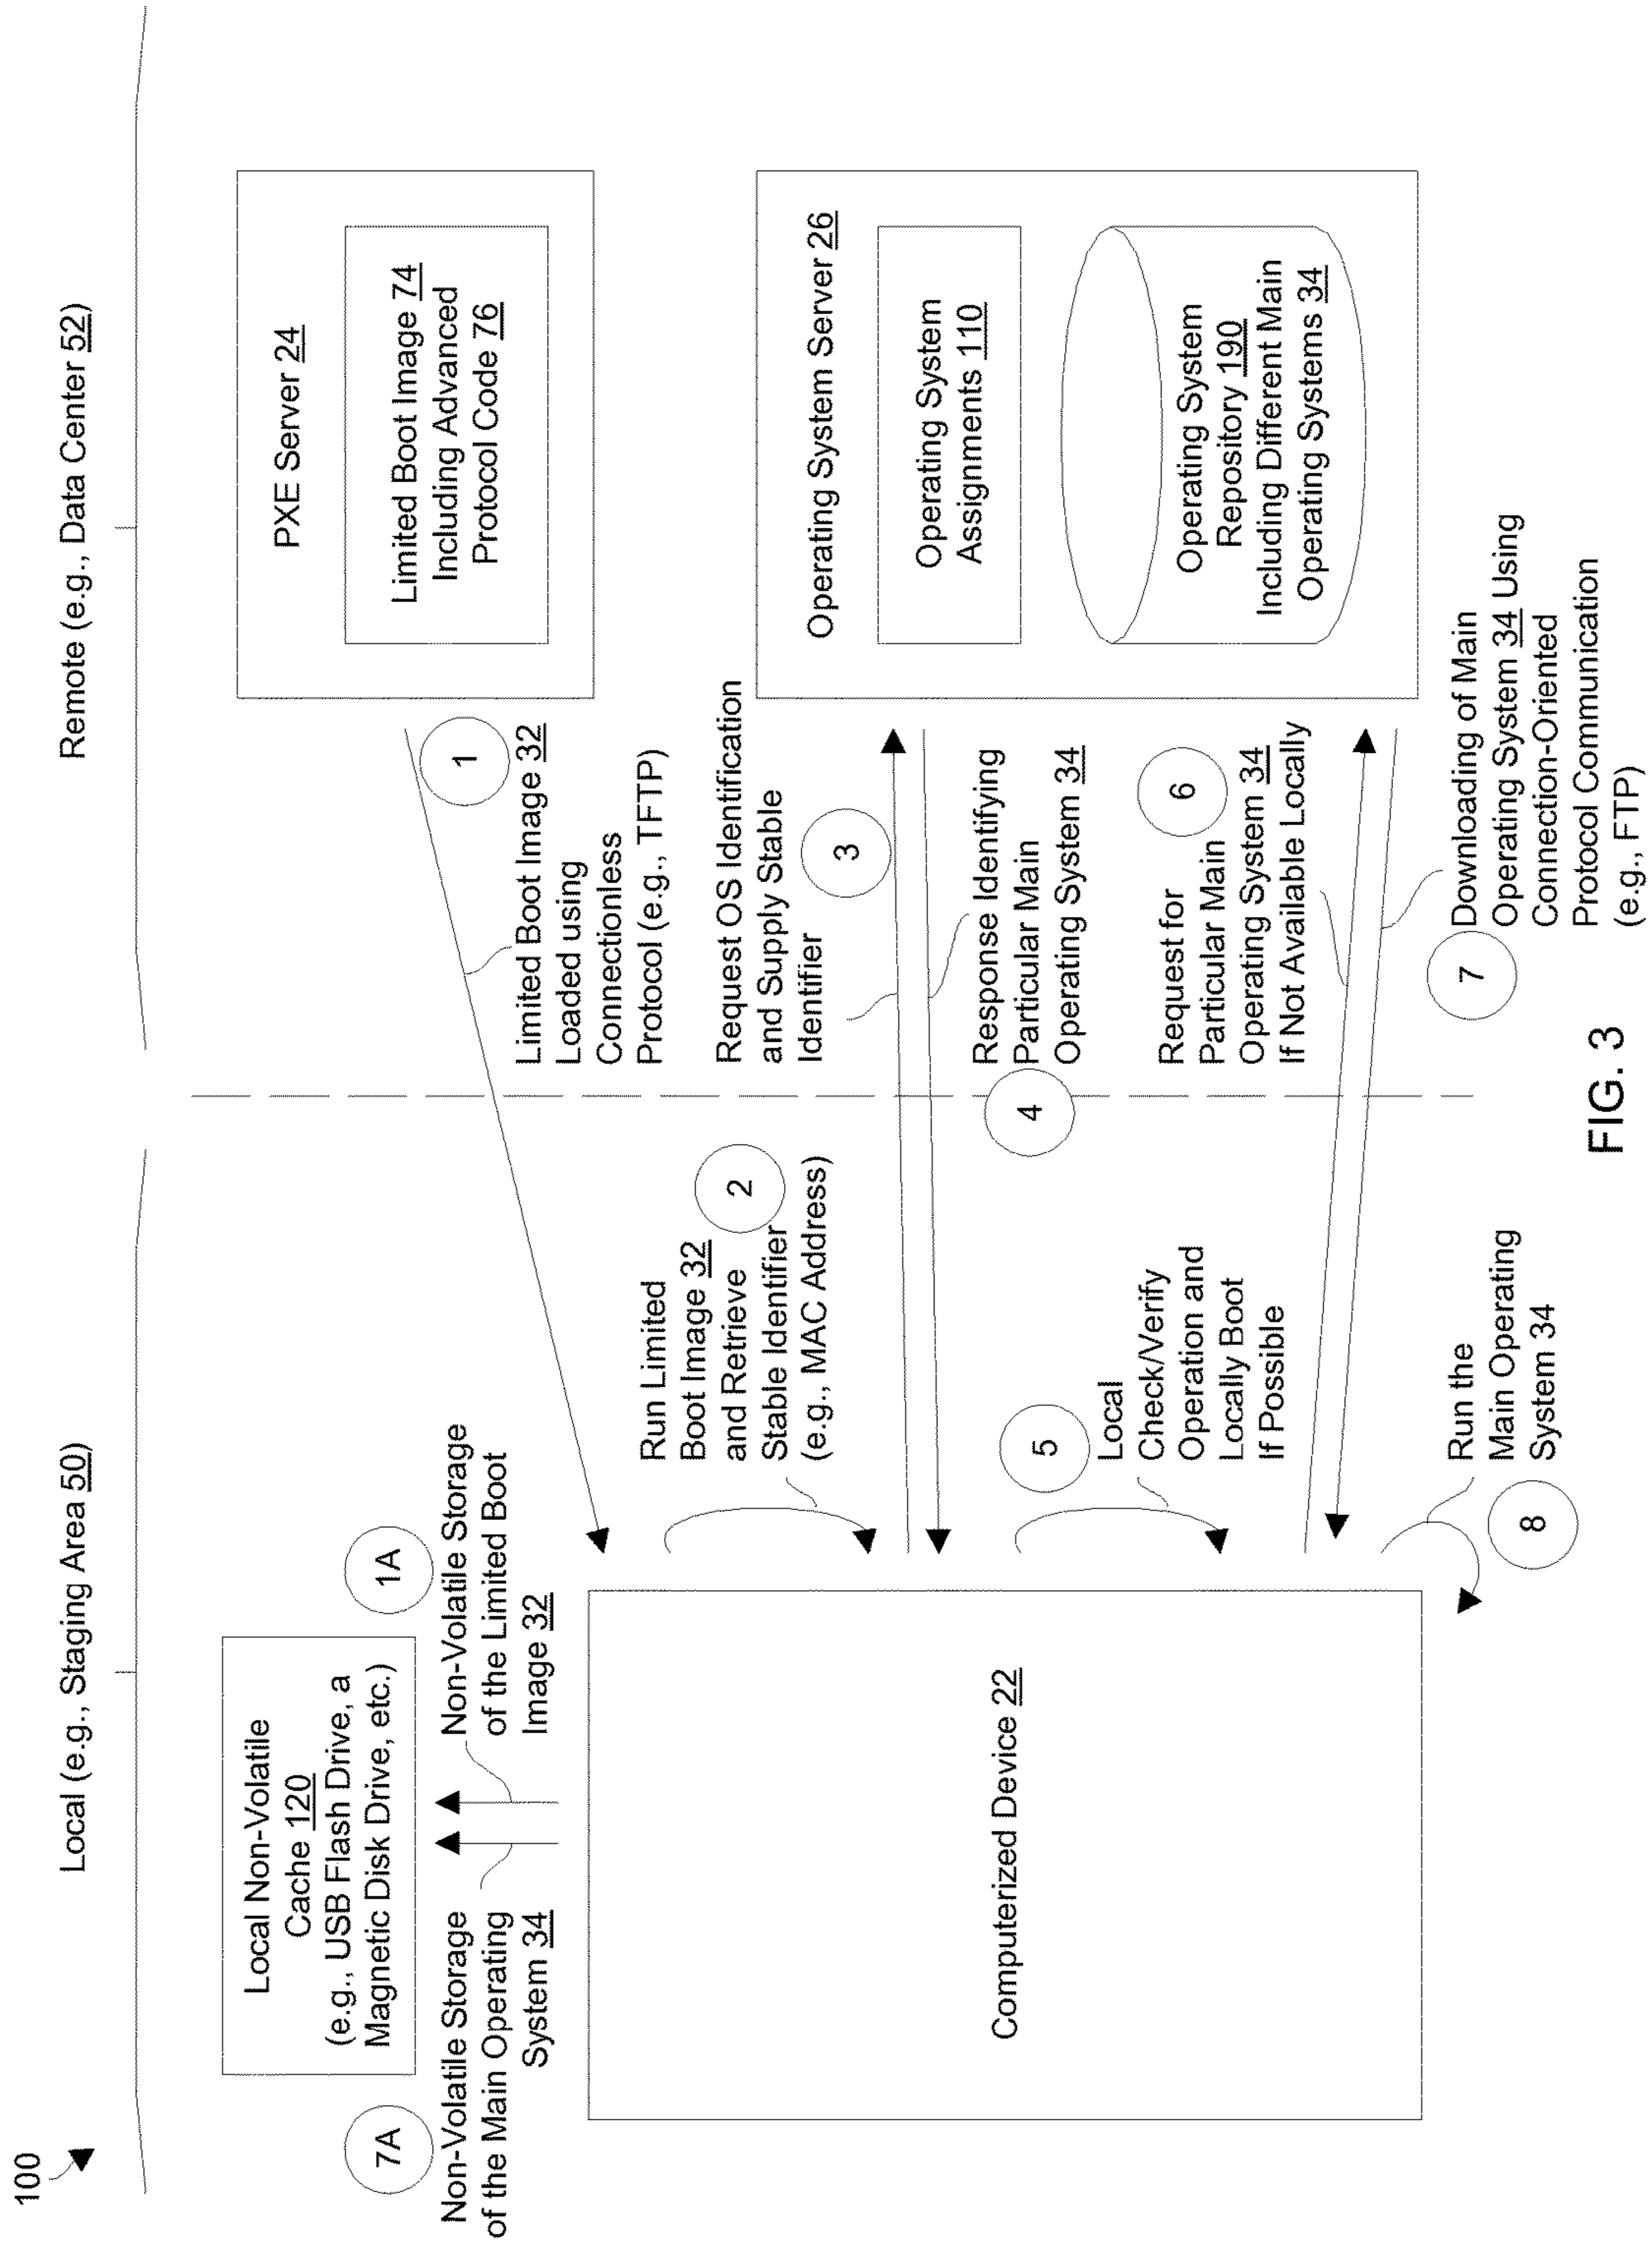 100
Local (e.g., Staging Area 50)
Remote (e.g., Data Center 52)
Local Non-Volatile
Cache 120
(e.g., USB Flash Drive, a
Magnetic Disk Drive, etc.)
7A
Non-Volatile Storage
of the Main Operating
System 34
1A
Non-Volatile Storage
of the Limited Boot
Image 32
Computerized Device 22
PXE Server 24
Limited Boot Image 74
Including Advanced
Protocol Code 76
1
Limited Boot Image 32
Loaded using
Connectionless
Protocol (e.g., TFTP)
2
Run Limited
Boot Image 32
and Retrieve
Stable Identifier
(e.g., MAC Address)
Request OS Identification
and Supply Stable
Identifier
3
Operating System Server 26
Operating System
Assignments 110
Operating System
Repository 190
Including Different Main
Operating Systems 34
4
Response Identifying
Particular Main
Operating System 34
5
Local
Check/Verify
Operation and
Locally Boot
If Possible
6
Request for
Particular Main
Operating System 34
If Not Available Locally
7
Downloading of Main
Operating System 34 Using
Connection-Oriented
Protocol Communication
(e.g., FTP)
8
Run the
Main Operating
System 34
FIG. 3